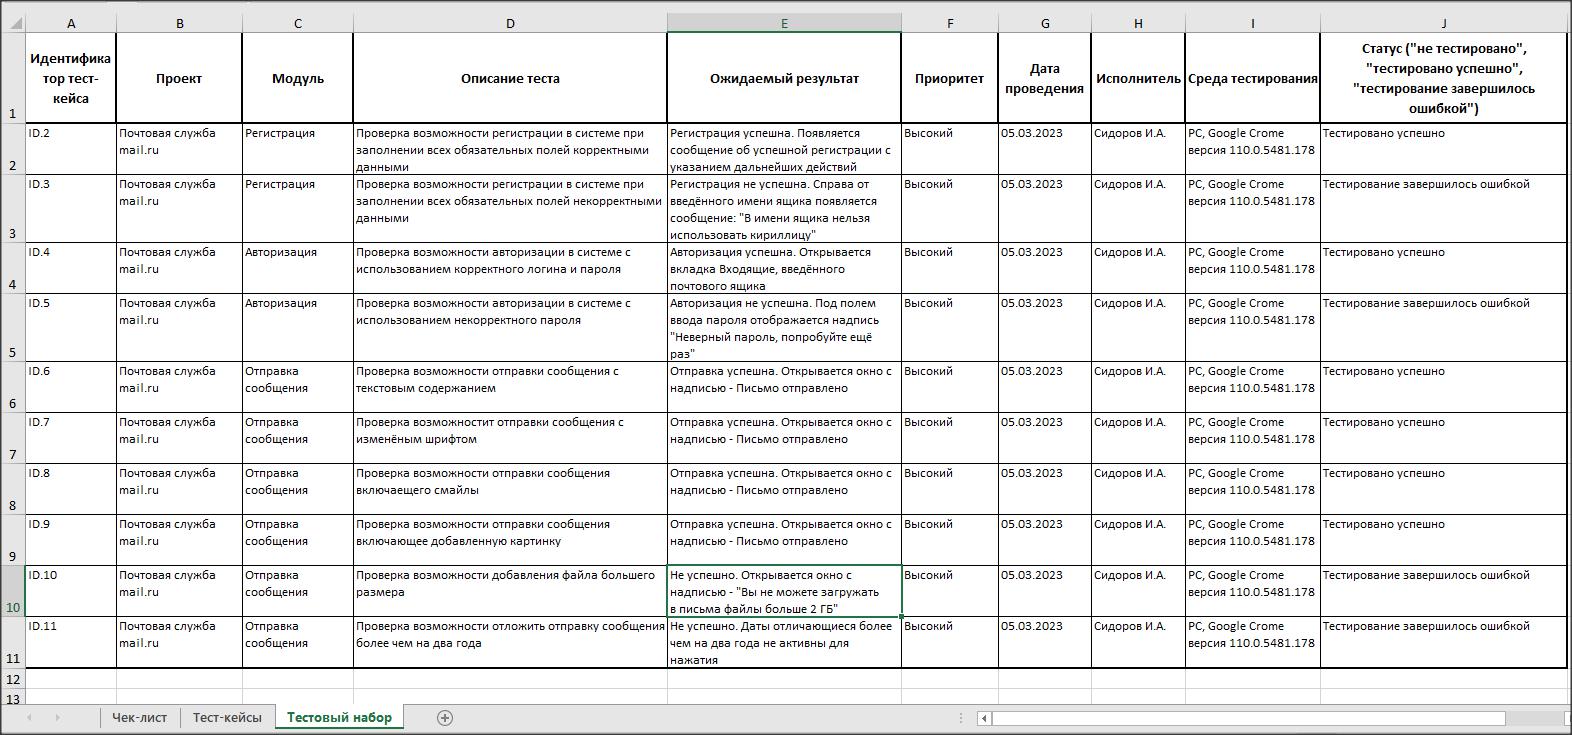 A B C D E F G H I J
1 Идентифика
тор тест-
кейса
Проект
Модуль
Описание теста
Ожидаемый результат
Приоритет
Дата
проведения
Исполнитель
Среда тестирования
Статус ("не тестировано",
"тестировано успешно",
"тестирование завершилось
ошибкой")
2 ID.2
Почтовая служба
mail.ru
Регистрация
Проверка возможности регистрации в системе при
заполнении всех обязательных полей корректными
данными
Регистрация успешна. Появляется
сообщение об успешной регистрации с
указанием дальнейших действий
Высокий
05.03.2023
Сидоров И.А.
PC, Google Crome
версия 110.0.5481.178
Тестировано успешно
3 ID.3
Почтовая служба
mail.ru
Регистрация
Проверка возможности регистрации в системе при
заполнении всех обязательных полей некорректными
данными
Регистрация не успешна. Справа от
введённого имени ящика появляется
сообщение: "В имени ящика нельзя
использовать кириллицу"
Высокий
05.03.2023
Сидоров И.А.
PC, Google Crome
версия 110.0.5481.178
Тестирование завершилось ошибкой
4 ID.4
Почтовая служба
mail.ru
Авторизация
Проверка возможности авторизации в системе с
использованием корректного логина и пароля
Авторизация успешна. Открывается
вкладка Входящие, введённого
почтового ящика
Высокий
05.03.2023
Сидоров И.А.
PC, Google Crome
версия 110.0.5481.178
Тестировано успешно
5 ID.5
Почтовая служба
mail.ru
Авторизация
Проверка возможности авторизации в системе с
использованием некорректного пароля
Авторизация не успешна. Под полем
ввода пароля отображается надпись
"Неверный пароль, попробуйте ещё
раз"
Высокий
05.03.2023
Сидоров И.А.
PC, Google Crome
версия 110.0.5481.178
Тестирование завершилось ошибкой
6 ID.6
Почтовая служба
mail.ru
Отправка
сообщения
Проверка возможности отправки сообщения с
текстовым содержанием
Отправка успешна. Открывается окно с
надписью - Письмо отправлено
Высокий
05.03.2023
Сидоров И.А.
PC, Google Crome
версия 110.0.5481.178
Тестировано успешно
7 ID.7
Почтовая служба
mail.ru
Отправка
сообщения
Проверка возможностит отправки сообщения с
изменёным шрифтом
Отправка успешна. Открывается окно с
надписью - Письмо отправлено
Высокий
05.03.2023
Сидоров И.А.
PC, Google Crome
версия 110.0.5481.178
Тестировано успешно
8 ID.8
Почтовая служба
mail.ru
Отправка
сообщения
Проверка возможности отправки сообщения
включаещего смайлы
Отправка успешна. Открывается окно с
надписью - Письмо отправлено
Высокий
05.03.2023
Сидоров И.А.
PC, Google Crome
версия 110.0.5481.178
Тестировано успешно
9 ID.9
Почтовая служба
mail.ru
Отправка
сообщения
Проверка возможности отправки сообщения
включающее добавленную картинку
Отправка успешна. Открывается окно с
надписью - Письмо отправлено
Высокий
05.03.2023
Сидоров И.А.
PC, Google Crome
версия 110.0.5481.178
Тестировано успешно
10 ID.10
Почтовая служба
mail.ru
Отправка
сообщения
Проверка возможности добавления файла большего
размера
Не успешно. Открывается окно с
надписью - "Вы не можете загружать
в письма файлы больше 2 ГБ"
Высокий
05.03.2023
Сидоров И.А.
PC, Google Crome
версия 110.0.5481.178
Тестирование завершилось ошибкой
11 ID.11
Почтовая служба
mail.ru
Отправка
сообщения
Проверка возможности отложить отправку сообщения
более чем на два года
Не успешно. Даты отличающиеся более
чем на два года не активны для
нажатия
Высокий
05.03.2023
Сидоров И.А.
PC, Google Crome
версия 110.0.5481.178
Тестирование завершилось ошибкой
12
13
Чек-лист Тест-кейсы Тестовый набор